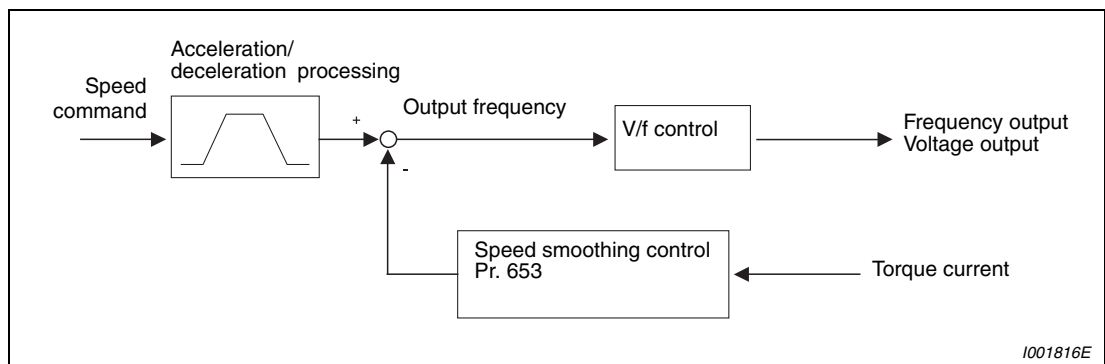 Acceleration/
deceleration processing
Speed
command
+
Output frequency
V/f control
Frequency output
Voltage output
-
Speed smoothing control
Pr. 653
Torque current
I001816E